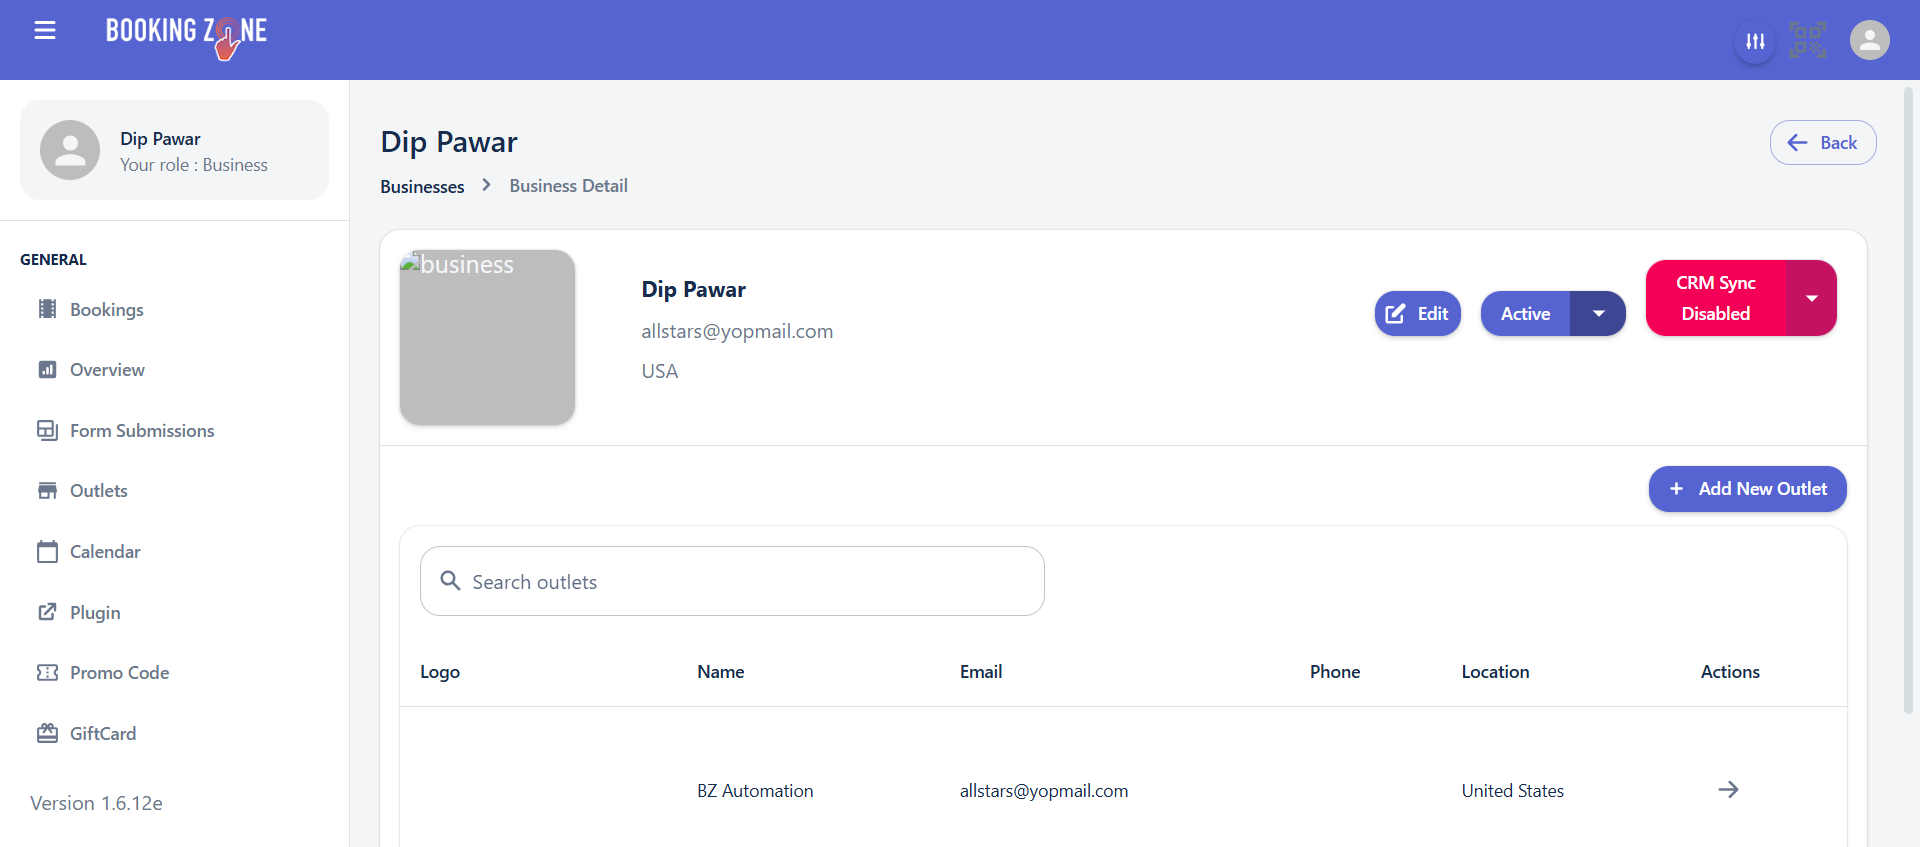 BOOKING ZONE
Dip Pawar
Your role : Business
GENERAL
Bookings
Overview
Form Submissions
Outlets
Calendar
Plugin
Promo Code
GiftCard
Version 1.6.12e
Dip Pawar
Back
Businesses
Business Detail
business
Dip Pawar
allstars@yopmail.com
USA
Edit
Active
CRM Sync
Disabled
Add New Outlet
Search outlets
Logo Name Email Phone Location Actions
BZ Automation allstars@yopmail.com United States